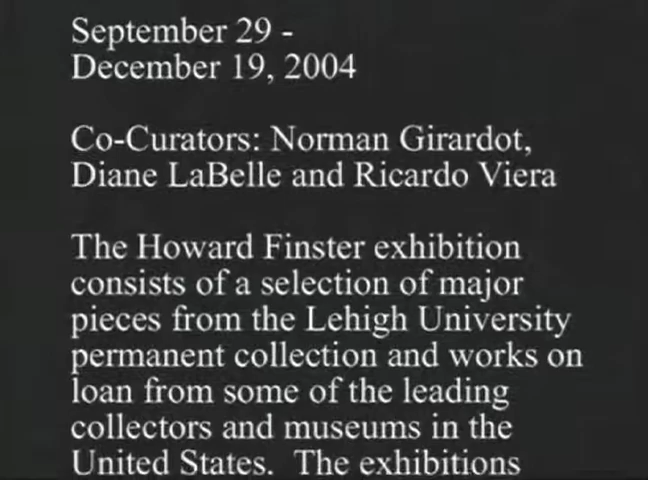 September 29 -
December 19, 2004
Co-Curators: Norman Girardot,
Diane LaBelle and Ricardo Viera
The Howard Finster exhibition
consists of a selection of major
pieces from the Lehigh University
permanent collection and works on
loan from some of the leading
collectors and museums in the
United States.  The exhibitions